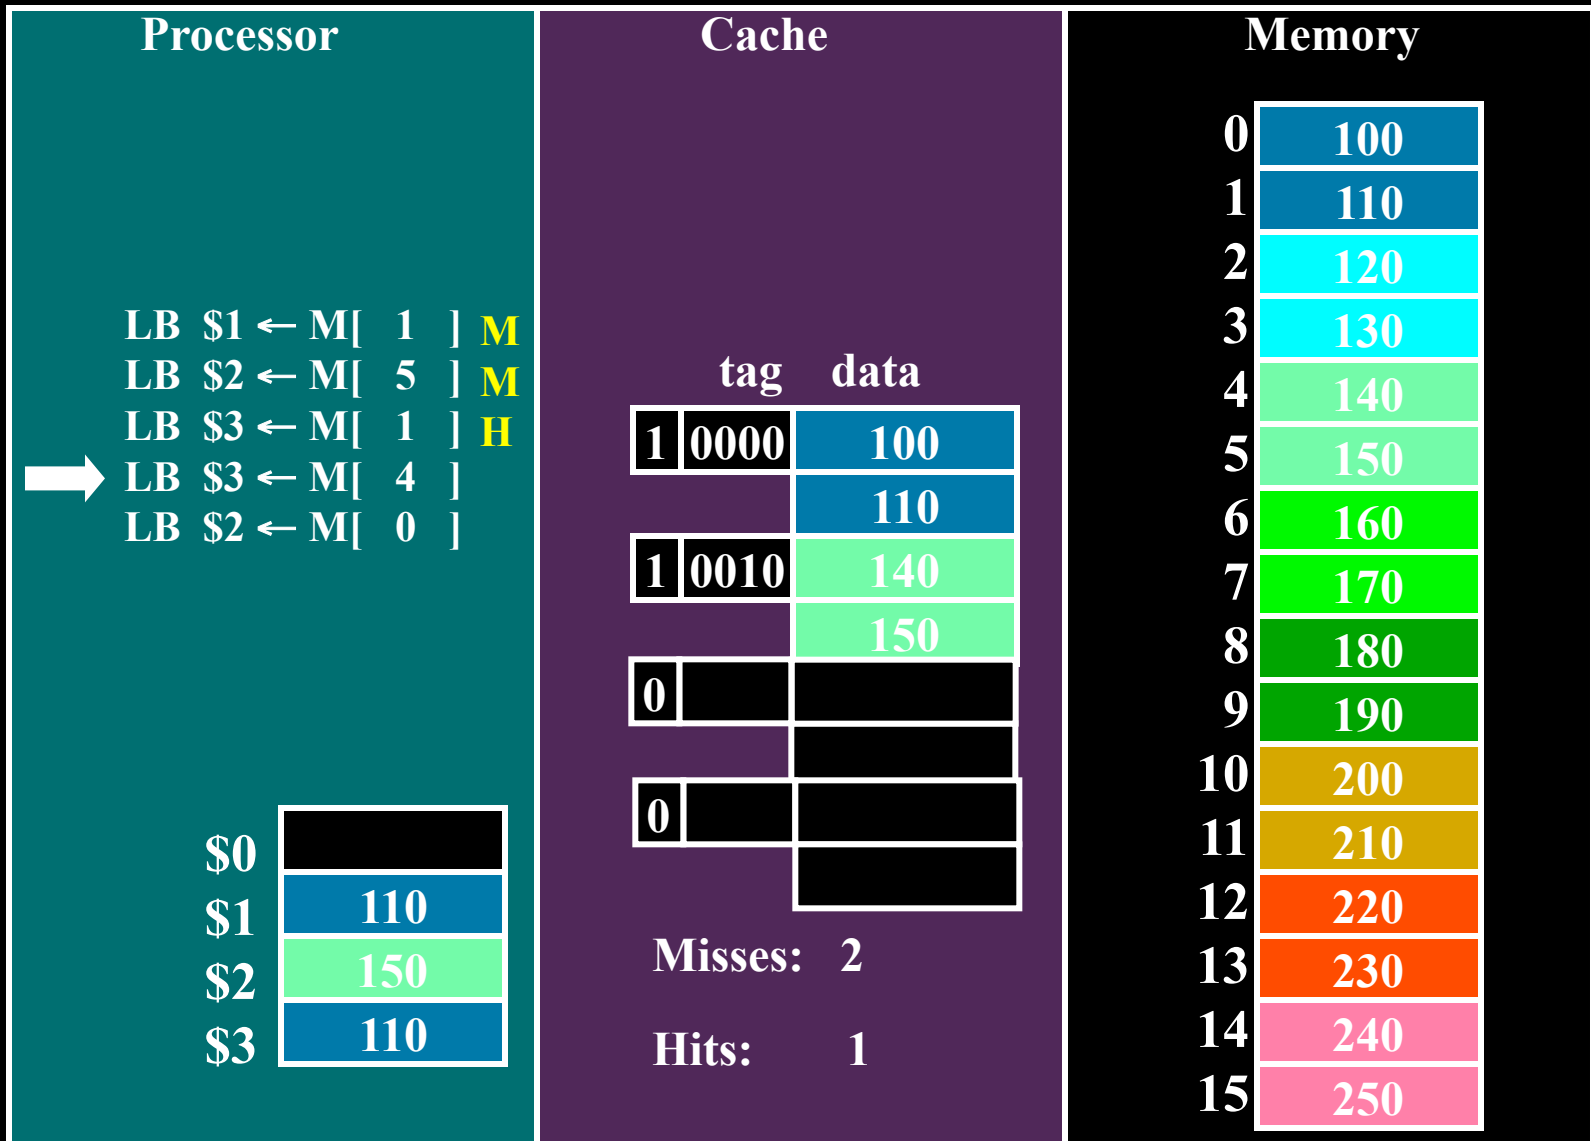 Processor
LB $1 ← M[ 1 ] M
LB $2 ← M[ 5 ] M
LB $3 ← M[ 1 ] H
LB $3 ← M[ 4 ]
LB $2 ← M[ 0 ]
$0
$1 110
$2 150
$3 110
Cache
tag data
1 0000 100
110
1 0010 140
150
0
0
Misses: 2
Hits: 1
Memory
0 100
1 110
2 120
3 130
4 140
5 150
6 160
7 170
8 180
9 190
10 200
11 210
12 220
13 230
14 240
15 250